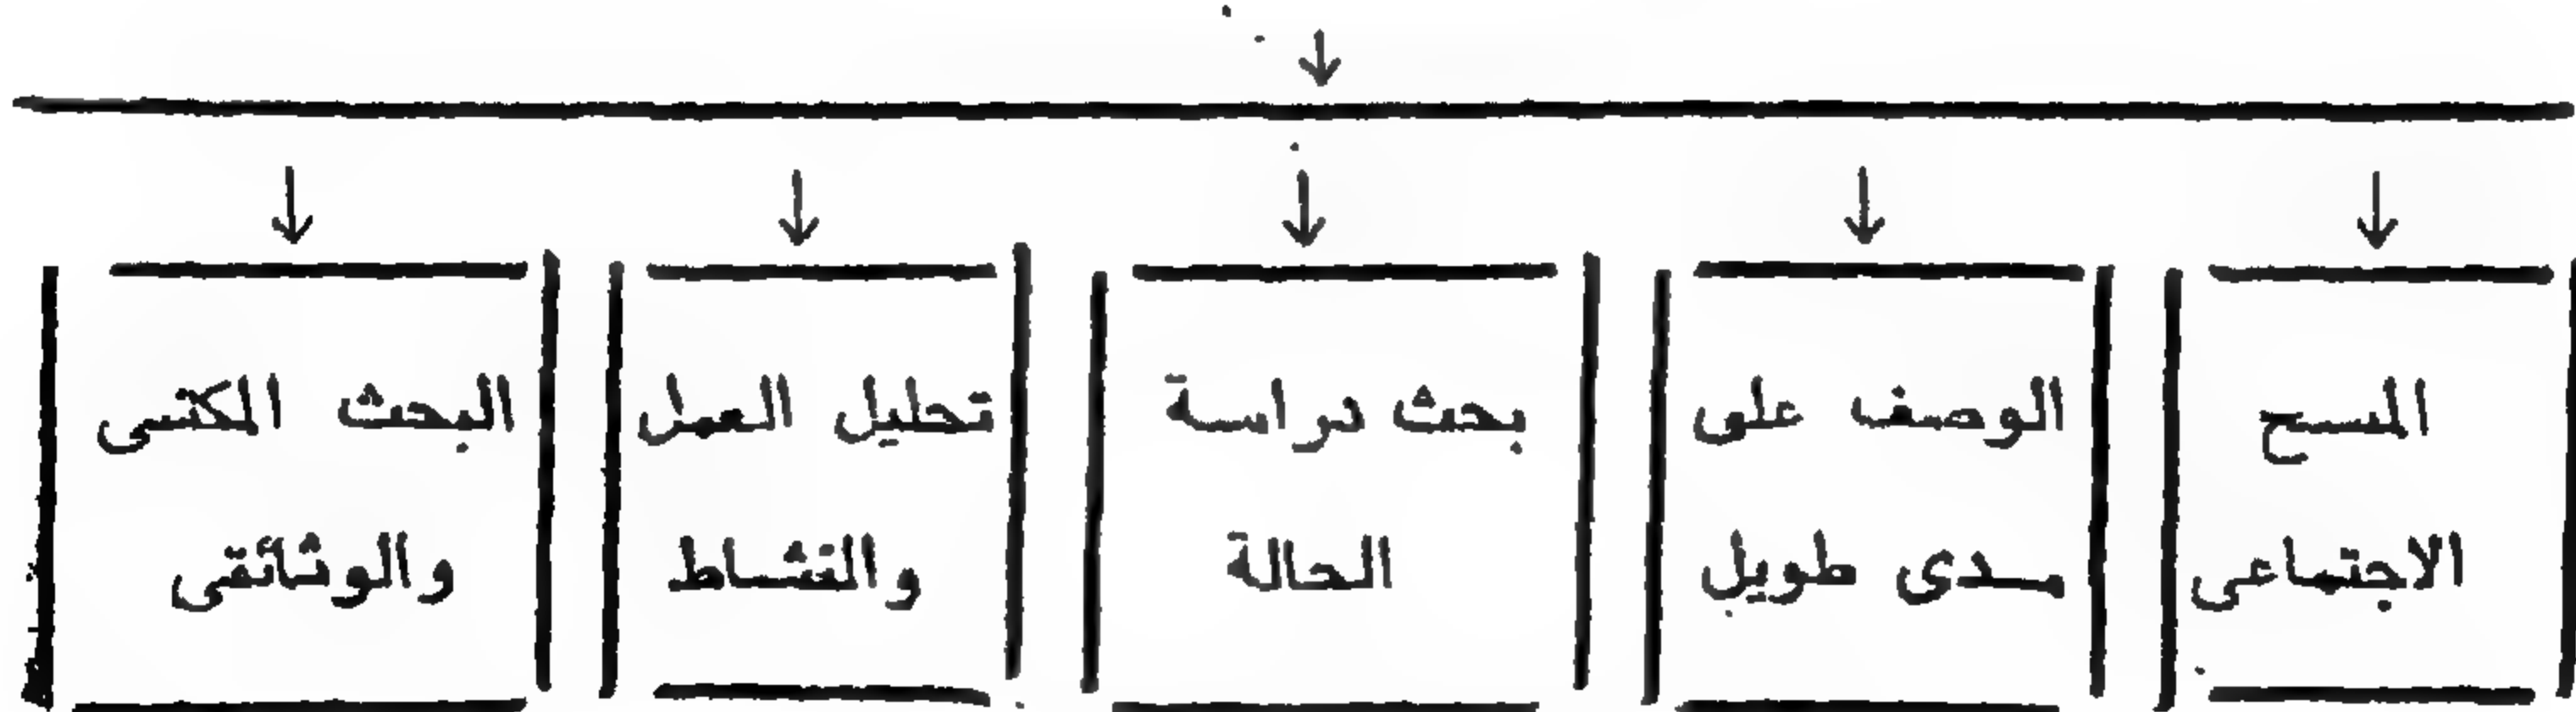 المسح
الاجتماعى
الوصف على
مدى طويل
بحث دراسة
الحالة
تحليل العمل
والنشاط
البحث المكتبى
والوثائقى